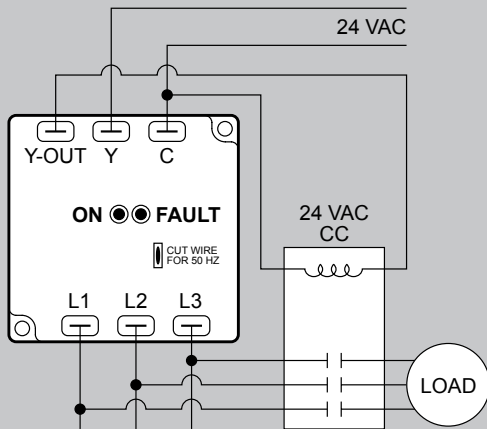 24 VAC
Y-OUT Y C
ON FAULT
CUT WIRE
FOR 50 HZ
24 VAC
CC
L1 L2 L3
LOAD